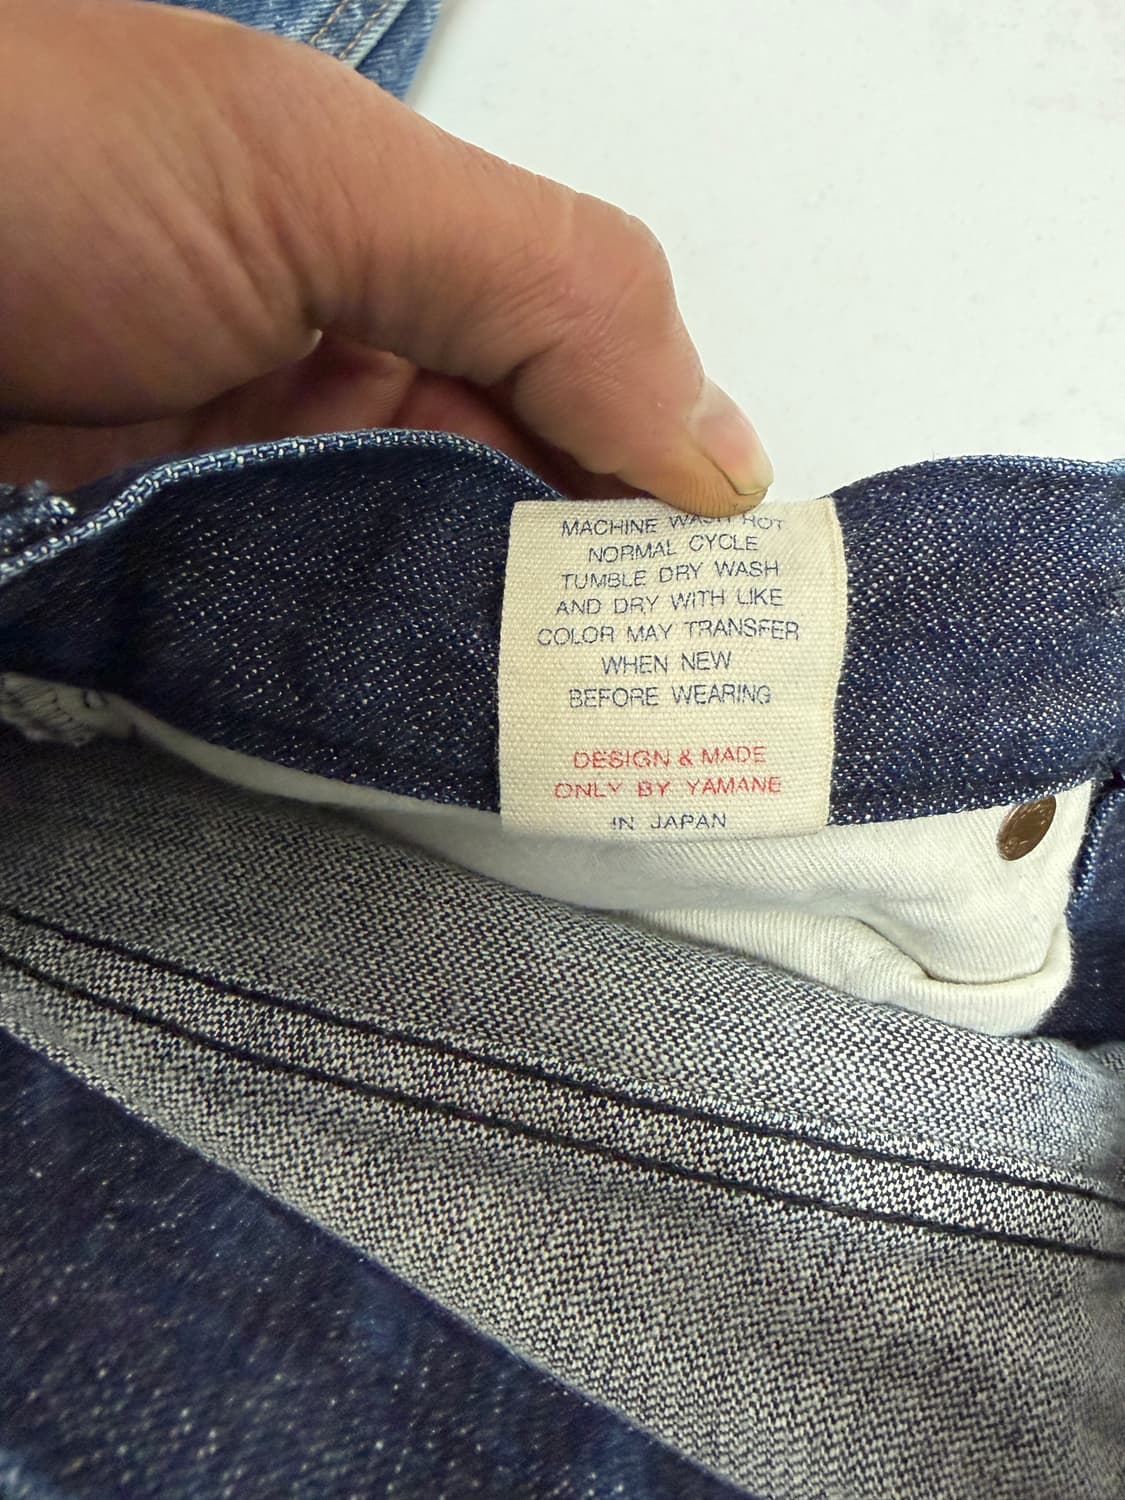 MACHINE WASH HOT
NORMAL CYCLE
TUMBLE DRY WASH
AND DRY WITH LIKE
COLOR MAY TRANSFER
WHEN NEW
BEFORE WEARING
DESIGN & MADE
ONLY BY YAMANE
IN JAPAN